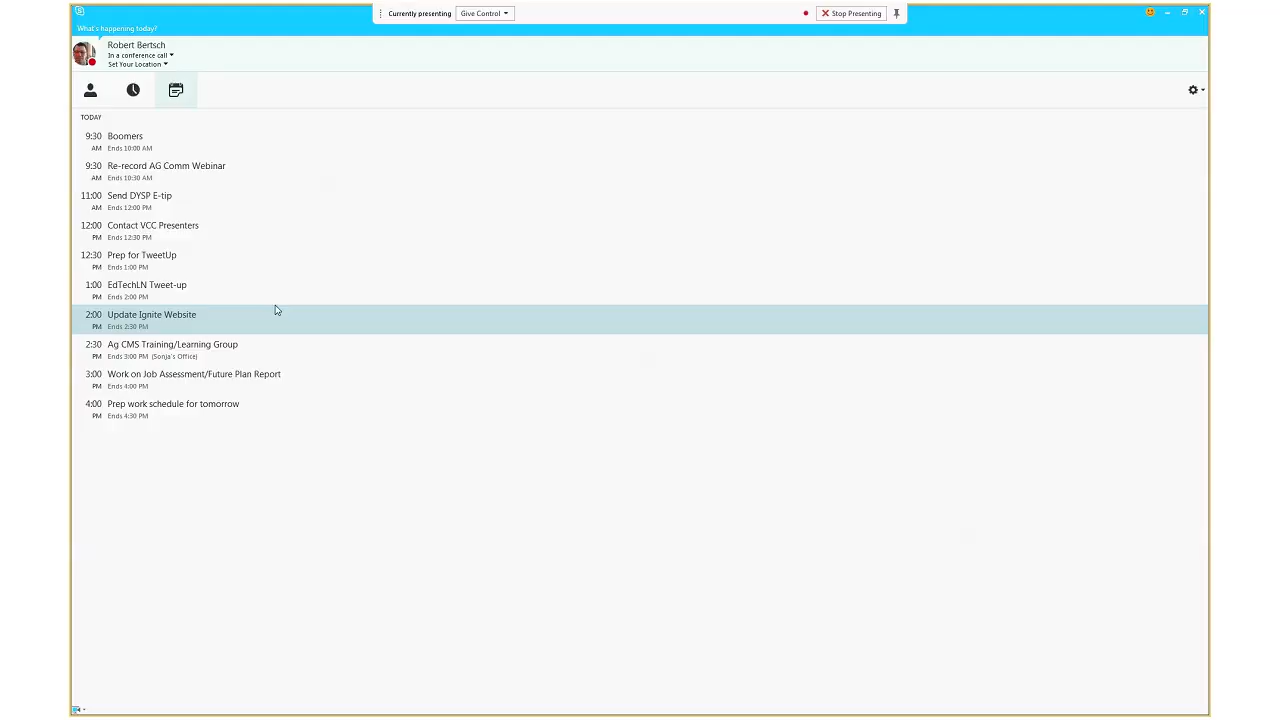 Currently presenting Give Control Stop Presenting
What's happening today?
Robert Bertsch
In a conference call
Set Your Location
TODAY
9:30 Boomers
AM Ends 10:00 AM
9:30 Re-record AG Comm Webinar
AM Ends 10:30 AM
11:00 Send DYSP E-tip
AM Ends 12:00 PM
12:00 Contact VCC Presenters
PM Ends 12:30 PM
12:30 Prep for TweetUp
PM Ends 1:00 PM
1:00 EdTechLN Tweet-up
PM Ends 2:00 PM
2:00 Update Ignite Website
PM Ends 2:30 PM
2:30 Ag CMS Training/Learning Group
PM Ends 3:00 PM (Sonja's Office)
3:00 Work on Job Assessment/Future Plan Report
PM Ends 4:00 PM
4:00 Prep work schedule for tomorrow
PM Ends 4:30 PM